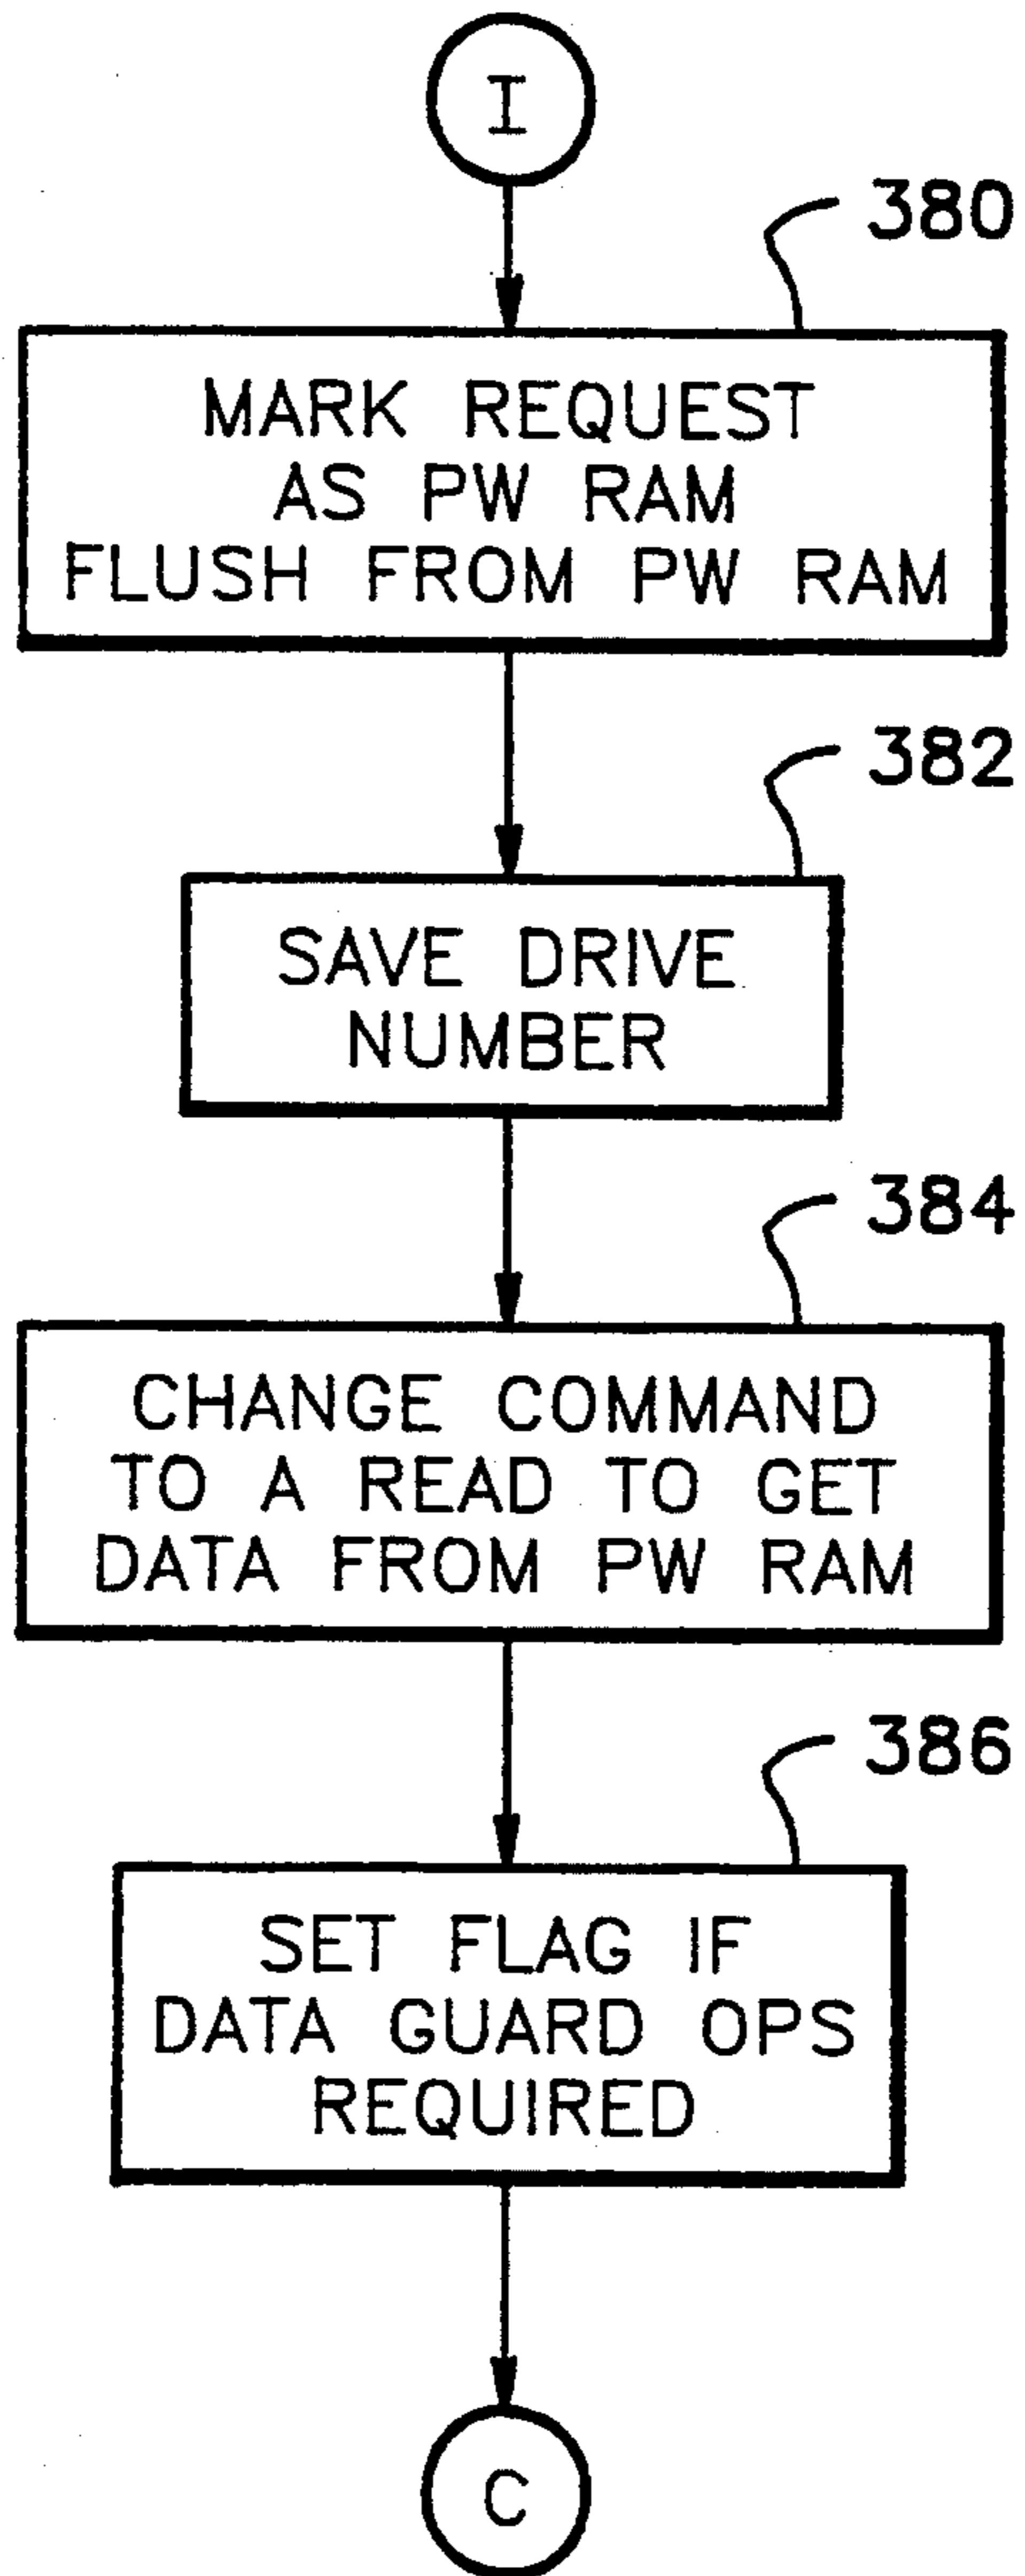 I
380
MARK REQUEST
AS PW RAM
FLUSH FROM PW RAM
382
SAVE DRIVE
NUMBER
384
CHANGE COMMAND
TO A READ TO GET
DATA FROM PW RAM
386
SET FLAG IF
DATA GUARD OPS
REQUIRED
C